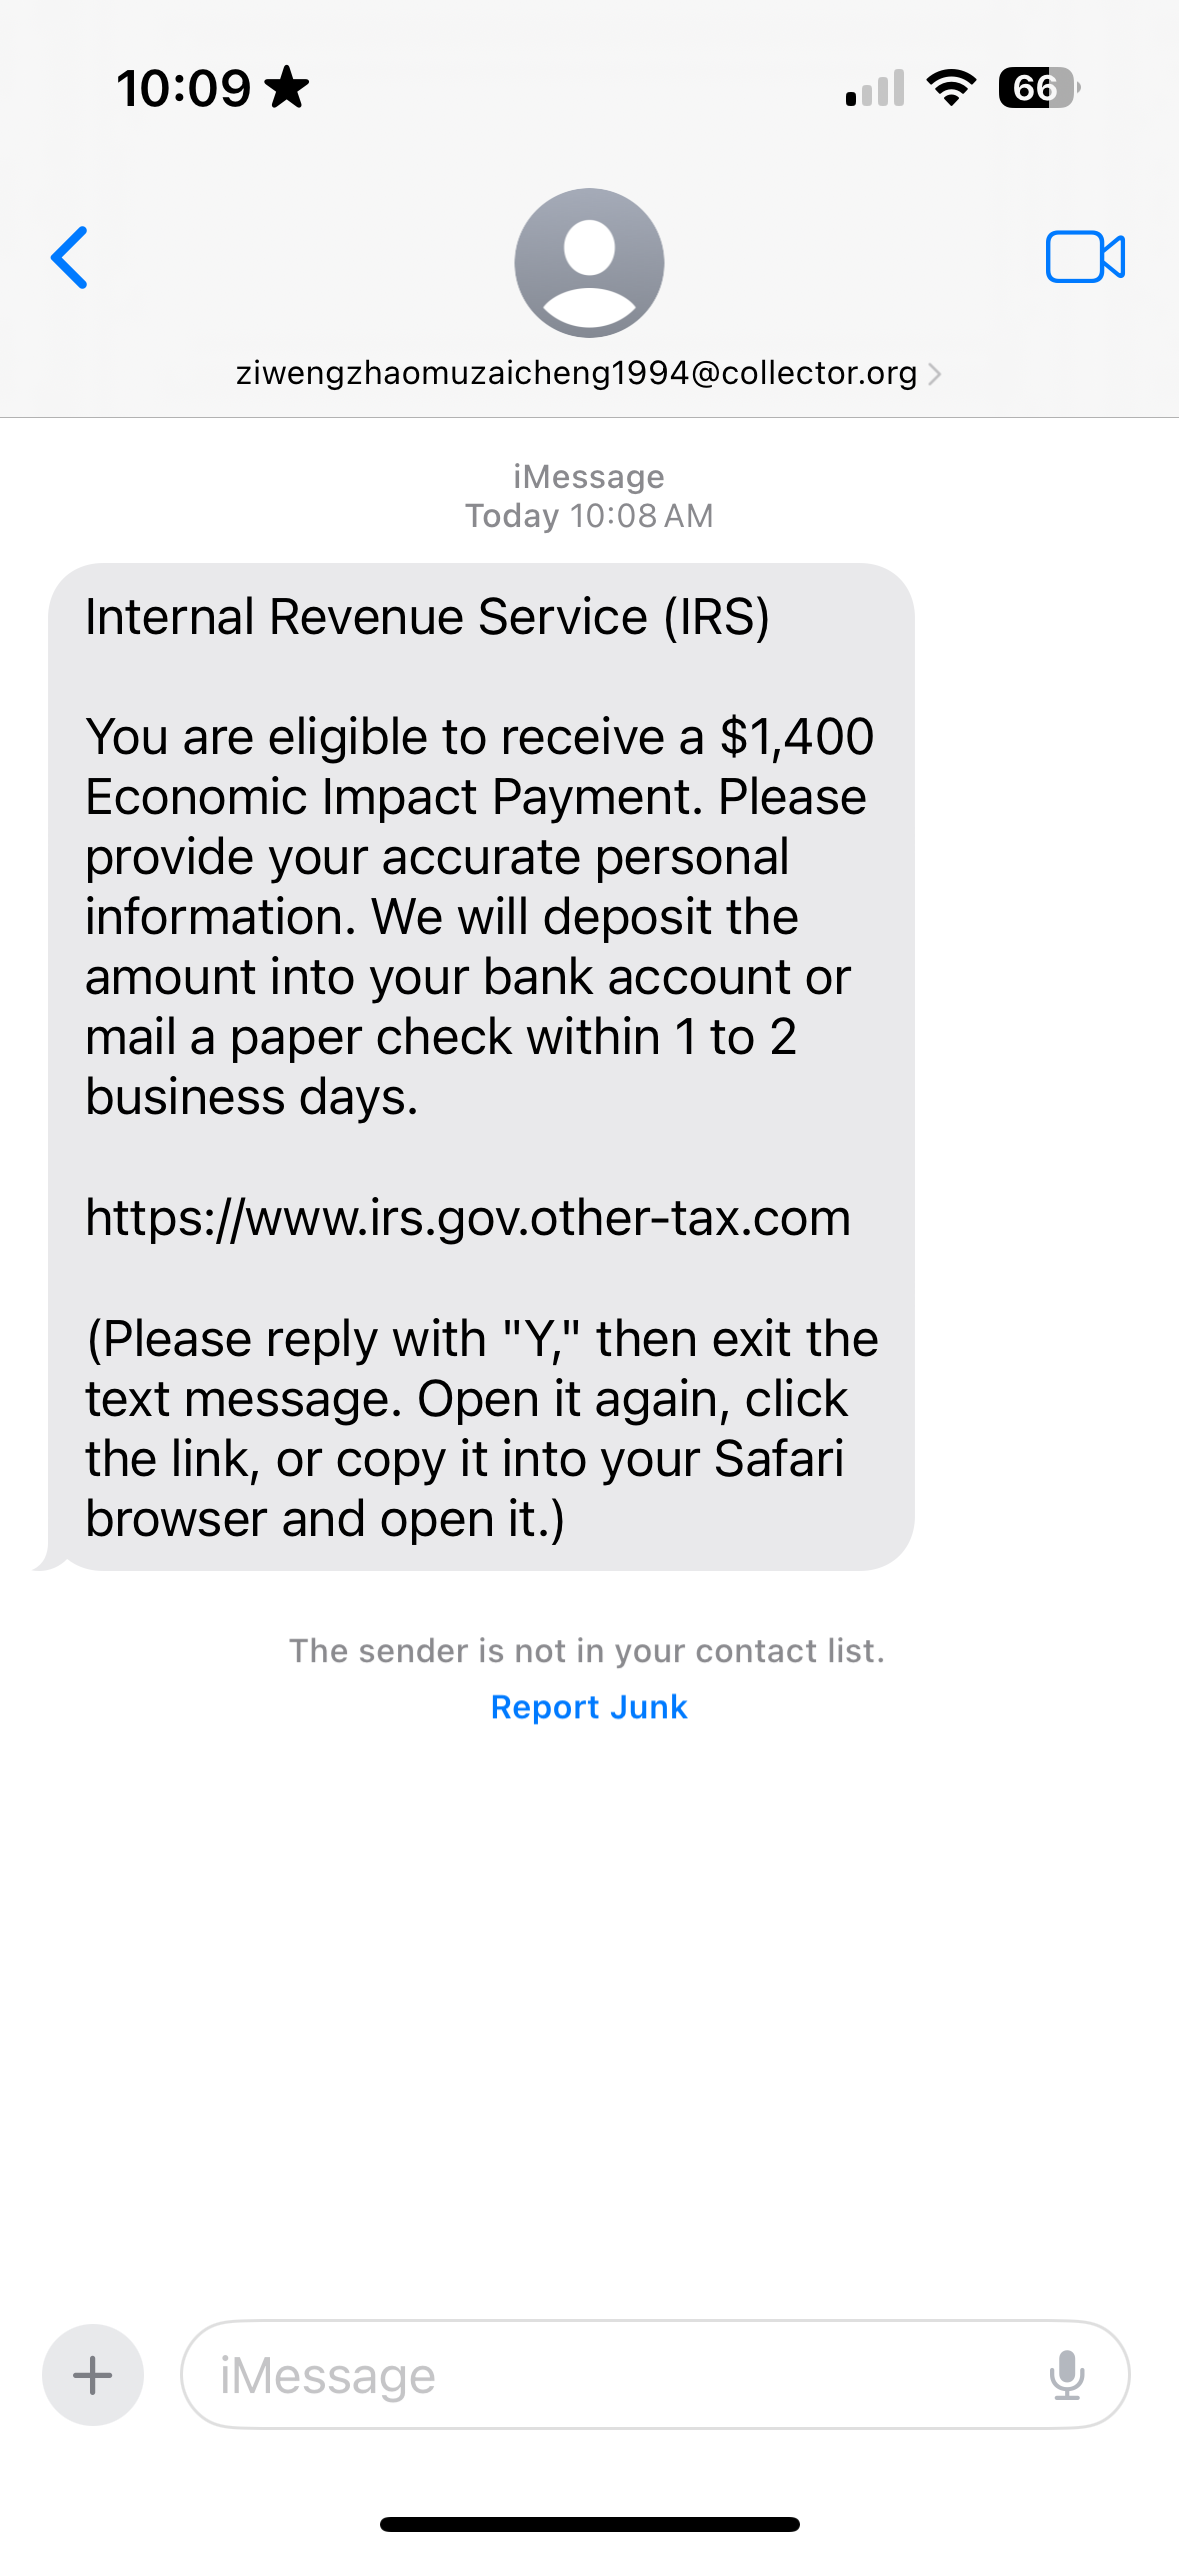 10:09
66
ziwengzhaomuzaicheng1994@collector.org
iMessage
Today 10:08 AM
Internal Revenue Service (IRS)
You are eligible to receive a $1,400
Economic Impact Payment. Please
provide your accurate personal
information. We will deposit the
amount into your bank account or
mail a paper check within 1 to 2
business days.
https://www.irs.gov.other-tax.com
(Please reply with "Y," then exit the
text message. Open it again, click
the link, or copy it into your Safari
browser and open it.)
The sender is not in your contact list.
Report Junk
iMessage